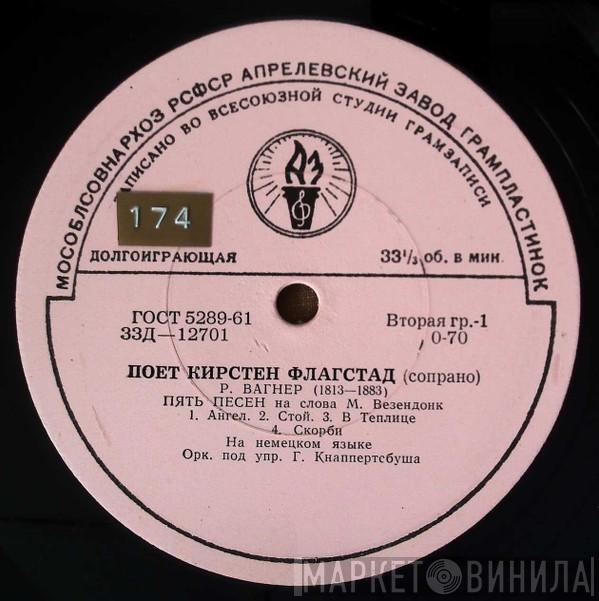 МОСОБЛСОВНАРХОЗ РСФСР АПРЕЛЕВСКИЙ ЗАВОД ГРАМПЛАСТИНОК
ЗАПИСАНО ВО ВСЕСОЮЗНОЙ СТУДИИ ГРАМЗАПИСИ
АЗ
174
ДОЛГОИГРАЮЩАЯ 33⅓ об. в мин.
ГОСТ 5289-61 Вторая гр.-1
33Д—12701 0-70
ПОЕТ КИРСТЕН ФЛАГСТАД (сопрано)
Р. ВАГНЕР (1813—1883)
ПЯТЬ ПЕСЕН на слова М. Везендонк
1. Ангел. 2. Стой. 3. В Теплице
4. Скорби
На немецком языке
Орк. под упр. Г. Кнаппертсбуша
МАРКЕТ ВИНИЛА